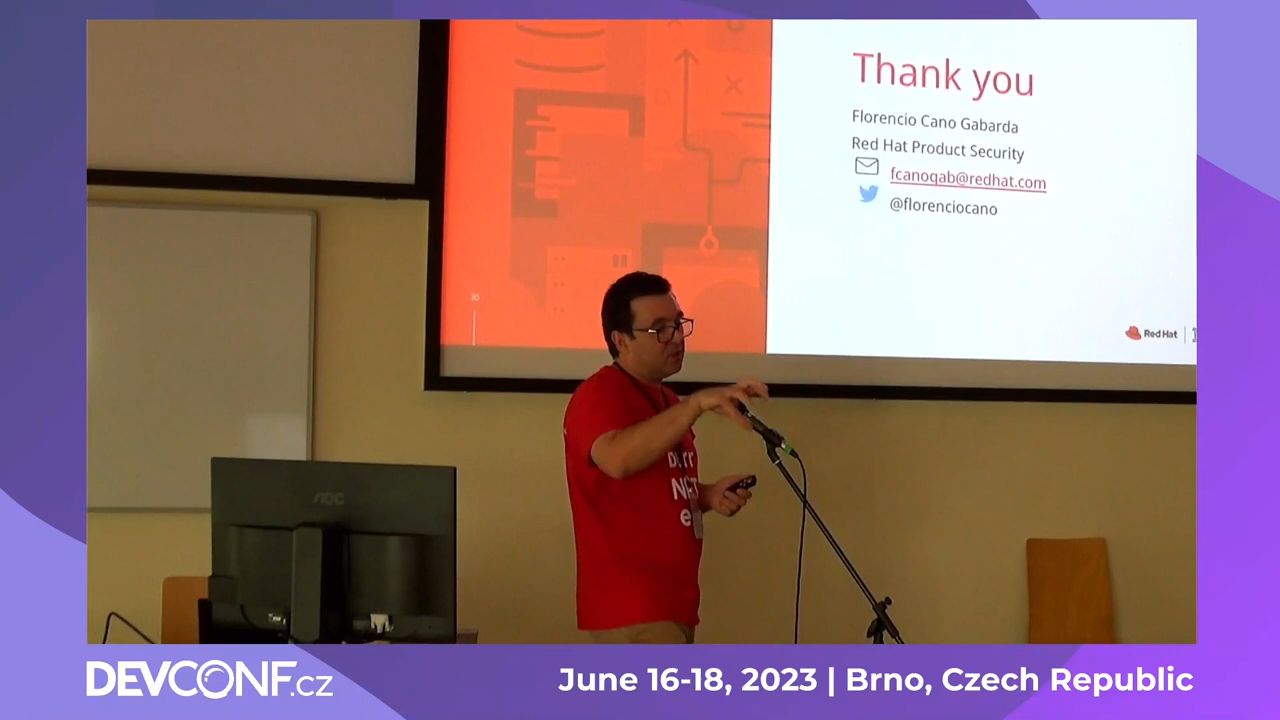 Thank you
Florencio Cano Gabarda
Red Hat Product Security
fcanogab@redhat.com
@florenciocano
30
Red Hat
AOC
DEVCONF.cz
June 16-18, 2023 | Brno, Czech Republic